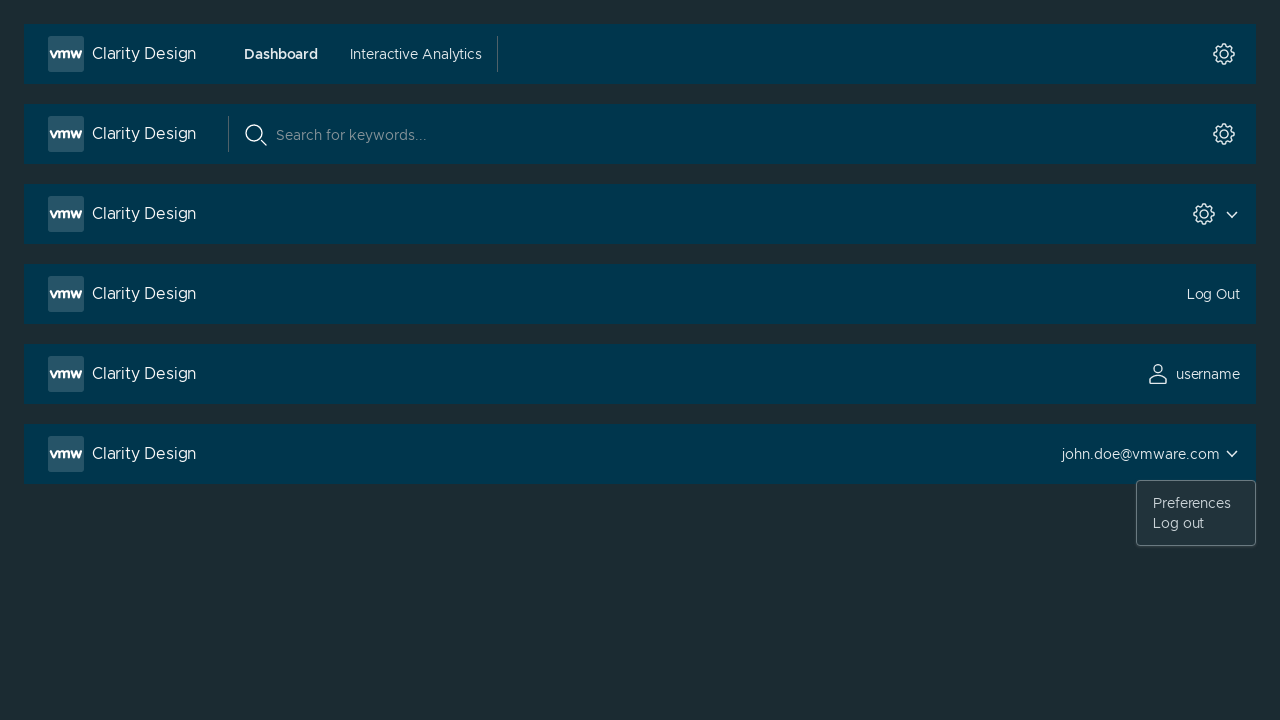 vmw Clarity Design Dashboard Interactive Analytics
vmw Clarity Design Search for keywords...
vmw Clarity Design
vmw Clarity Design Log Out
vmw Clarity Design username
vmw Clarity Design john.doe@vmware.com
Preferences
Log out